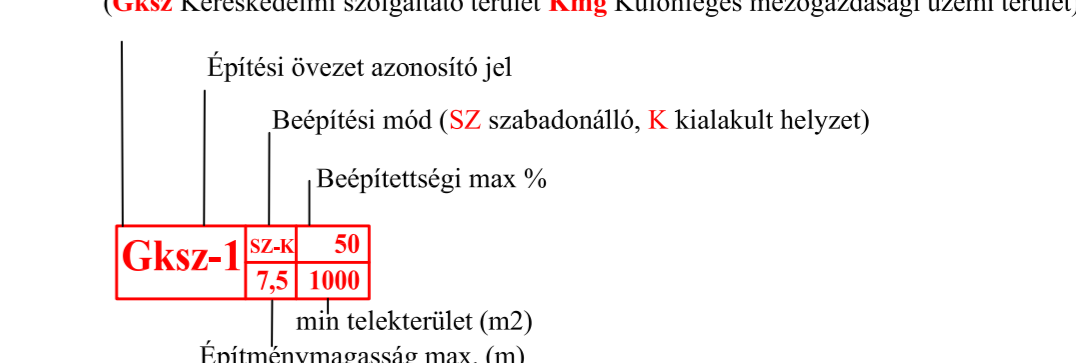 (Gksz Kereskedelmi szolgáltató terület Kmg Különleges mezőgazdasági üzemi terület)
Építési övezet azonosító jel
Beépítési mód (SZ szabadonálló, K kialakult helyzet)
Beépítettségi max %
Gksz-1 SZ-K 50
7,5 1000
min telekterület (m2)
Építménymagasság max. (m)